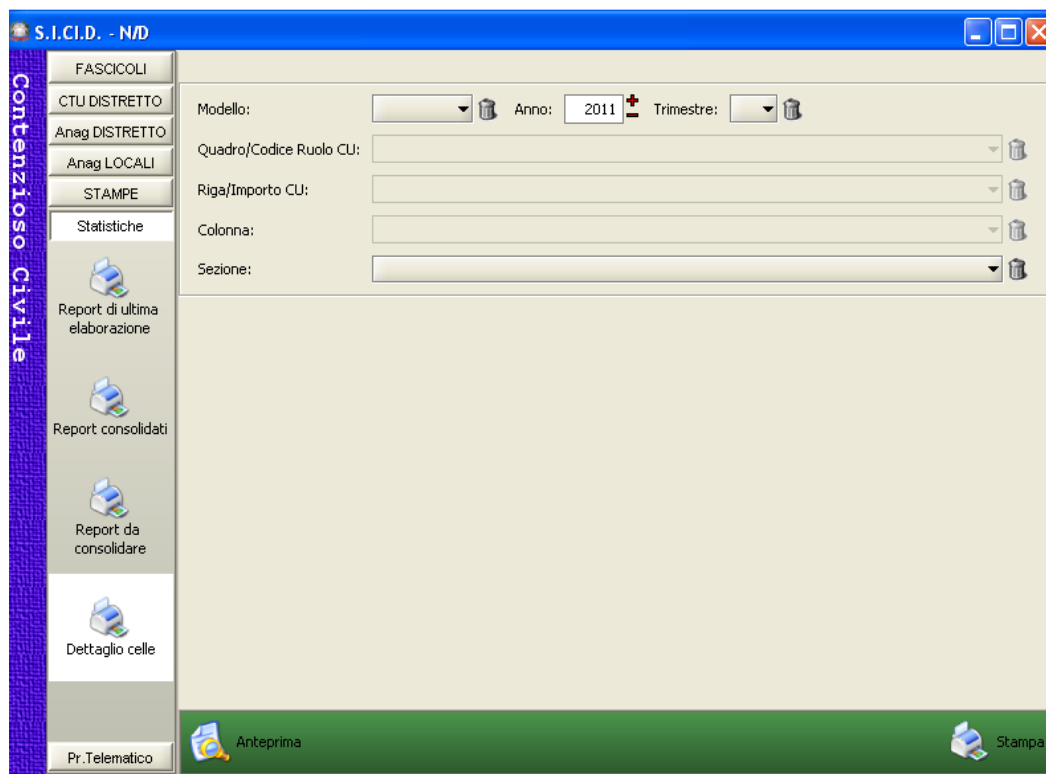 S.I.CI.D. - N/D
Contenzioso Civile
FASCICOLI
CTU DISTRETTO
Anag DISTRETTO
Anag LOCALI
STAMPE
Statistiche
Report di ultima
elaborazione
Report consolidati
Report da
consolidare
Dettaglio celle
Pr.Telematico
Modello: Anno: 2011 Trimestre:
Quadro/Codice Ruolo CU:
Riga/Importo CU:
Colonna:
Sezione:
Anteprima Stampa